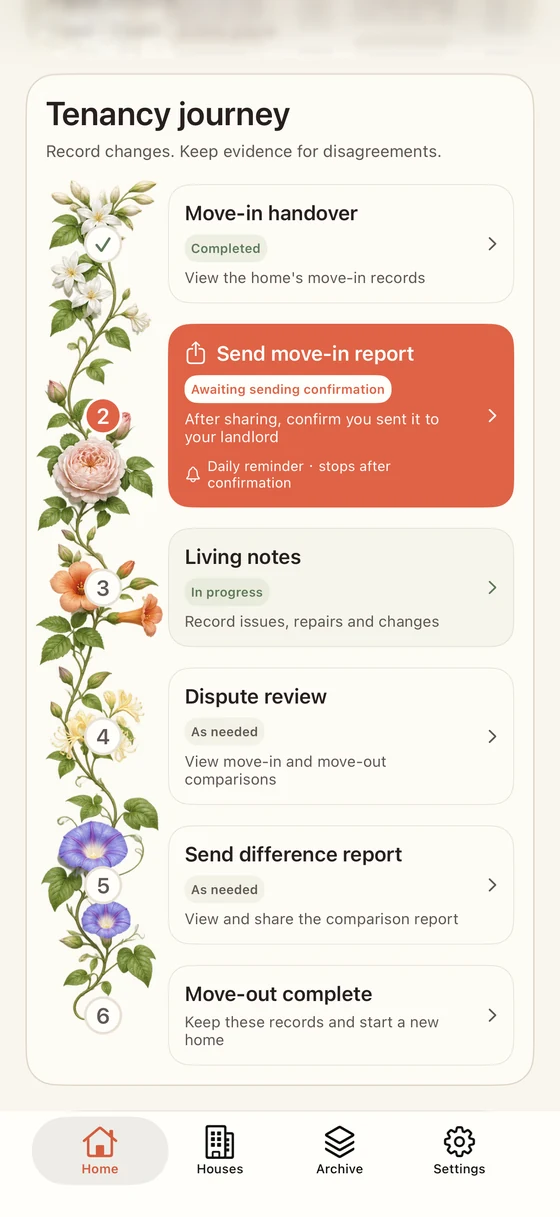 Tenancy journey
Record changes. Keep evidence for disagreements.
Move-in handover
Completed
View the home's move-in records
2
Send move-in report
Awaiting sending confirmation
After sharing, confirm you sent it to
your landlord
Daily reminder · stops after
confirmation
3
Living notes
In progress
Record issues, repairs and changes
4
Dispute review
As needed
View move-in and move-out
comparisons
5
Send difference report
As needed
View and share the comparison report
6
Move-out complete
Keep these records and start a new
home
Home
Houses
Archive
Settings